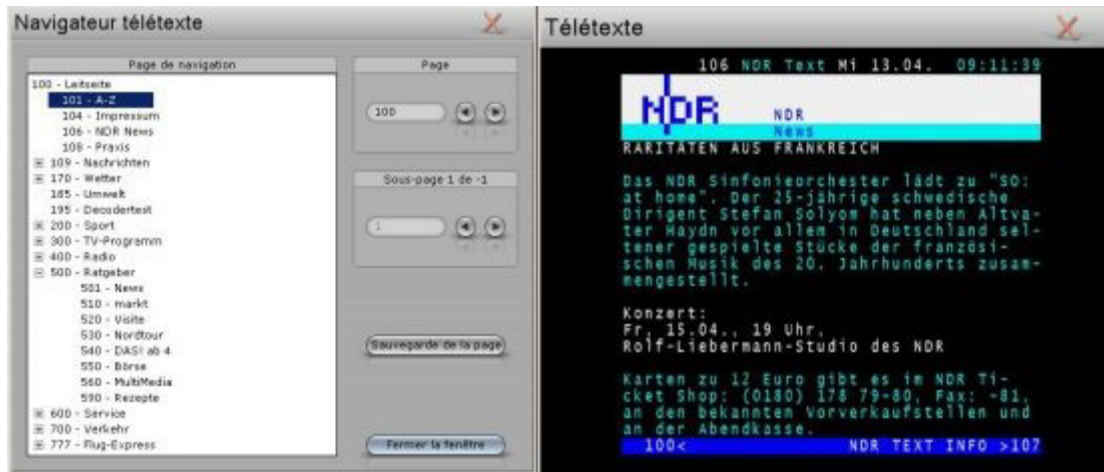 Navigateur télétexte
Page de navigation
100 - Leitseite
101 - A-Z
104 - Impressum
106 - NDR News
108 - Praxis
109 - Nachrichten
170 - Wetter
185 - Umwelt
195 - Decodertest
200 - Sport
300 - TV-Programm
400 - Radio
500 - Ratgeber
501 - News
510 - markt
520 - Visite
530 - Nordtour
540 - DAS! ab 4
550 - Börse
560 - MultiMedia
590 - Rezepte
600 - Service
700 - Verkehr
777 - Flug-Express
Page
100
Sous-page 1 de -1
1
Sauvegarde de la page
Fermer la fenêtre
Télétexte
106 NDR Text Mi 13.04. 09:11:39
NDR
NDR
News
RARITÄTEN AUS FRANKREICH
Das NDR Sinfonieorchester lädt zu "SO:
at home". Der 25-jährige schwedische
Dirigent Stefan Solyom hat neben Altva-
ter Haydn vor allem in Deutschland sel-
tener gespielte Stücke der französi-
schen Musik des 20. Jahrhunderts zusam-
mengestellt.
Konzert:
Fr, 15.04., 19 Uhr,
Rolf-Liebermann-Studio des NDR
Karten zu 12 Euro gibt es im NDR Ti-
cket Shop: (0180) 178 79-80, Fax: -81,
an den bekannten Vorverkaufstellen und
an der Abendkasse.
100< NDR TEXT INFO >107